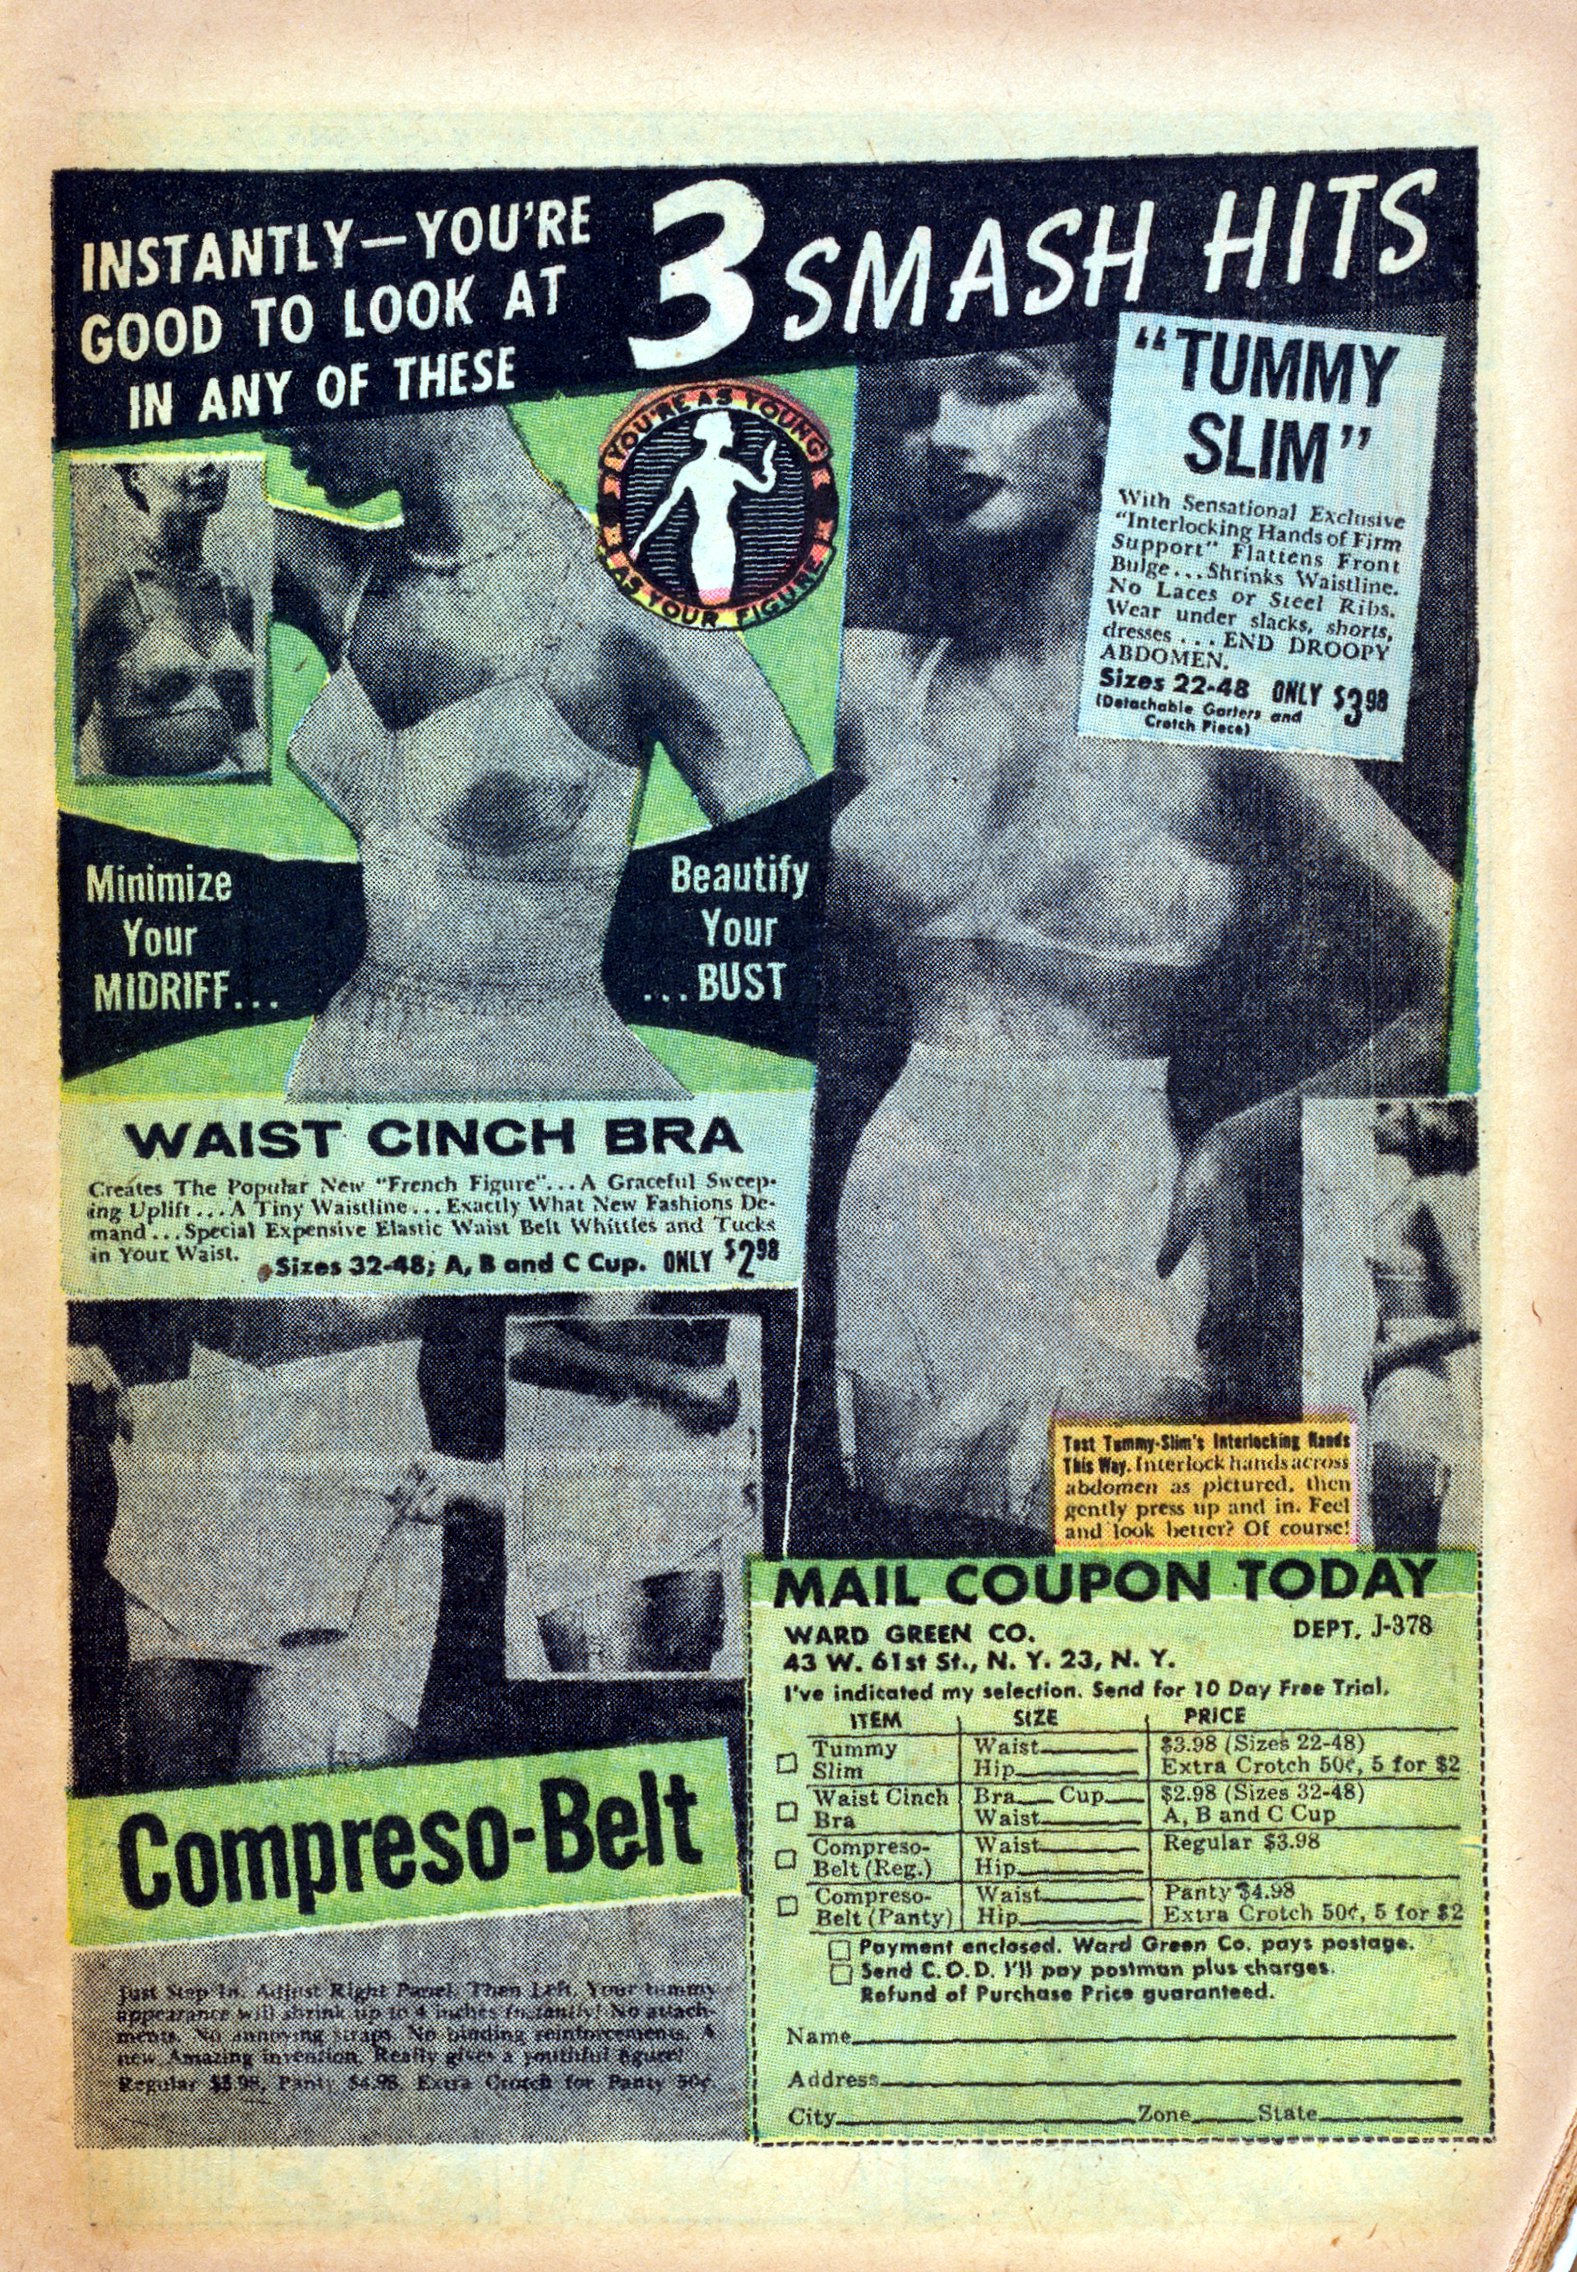 INSTANTLY—YOU'RE
GOOD TO LOOK AT
IN ANY OF THESE
3 SMASH HITS
YOU'RE AS YOUNG
AS YOUR FIGURE
"TUMMY
SLIM"
With Sensational Exclusive
"Interlocking Hands of Firm
Support" Flattens Front
Bulge...Shrinks Waistline.
No Laces or Steel Ribs.
Wear under slacks, shorts,
dresses ... END DROOPY
ABDOMEN.
Sizes 22-48 ONLY $3.98
(Detachable Garters and
Crotch Piece)
Minimize
Your
MIDRIFF...
Beautify
Your
...BUST
WAIST CINCH BRA
Creates The Popular New "French Figure"...A Graceful Sweep-
ing Uplift...A Tiny Waistline...Exactly What New Fashions De-
mand...Special Expensive Elastic Waist Belt Whittles and Tucks
in Your Waist. Sizes 32-48; A, B and C Cup. ONLY $2.98
Test Tummy-Slim's Interlocking Hands
This Way. Interlock hands across
abdomen as pictured, then
gently press up and in. Feel
and look better? Of course!
Compreso-Belt
Just Step In. Adjust Right Panel. Then Left. Your tummy
appearance will shrink up to 4 inches instantly! No attach-
ments. No annoying straps. No binding reinforcements. A
new Amazing invention. Really gives a youthful figure!
Regular $3.98, Panty $4.98. Extra Crotch for Panty 50¢.
MAIL COUPON TODAY
WARD GREEN CO. DEPT. J-378
43 W. 61st St., N. Y. 23, N. Y.
I've indicated my selection. Send for 10 Day Free Trial.
ITEM SIZE PRICE
Tummy Waist $3.98 (Sizes 22-48)
Slim Hip Extra Crotch 50¢, 5 for $2
Waist Cinch Bra Cup $2.98 (Sizes 32-48)
Bra Waist A, B and C Cup
Compreso- Waist Regular $3.98
Belt (Reg.) Hip
Compreso- Waist Panty $4.98
Belt (Panty) Hip Extra Crotch 50¢, 5 for $2
Payment enclosed. Ward Green Co. pays postage.
Send C.O.D. I'll pay postman plus charges.
Refund of Purchase Price guaranteed.
Name
Address
City Zone State